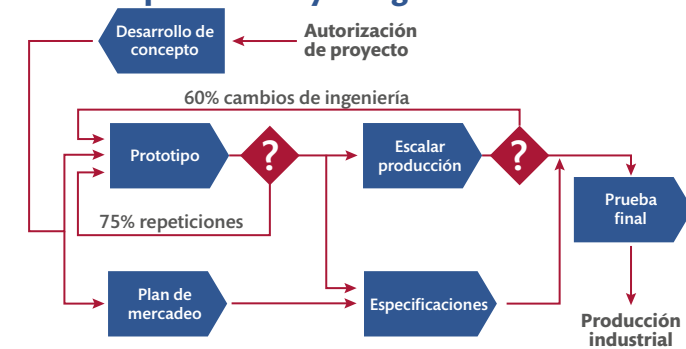 Desarrollo de
concepto
Autorización
de proyecto
60% cambios de ingeniería
Prototipo
?
Escalar
producción
?
Prueba
final
75% repeticiones
Plan de
mercadeo
Especificaciones
Producción
industrial